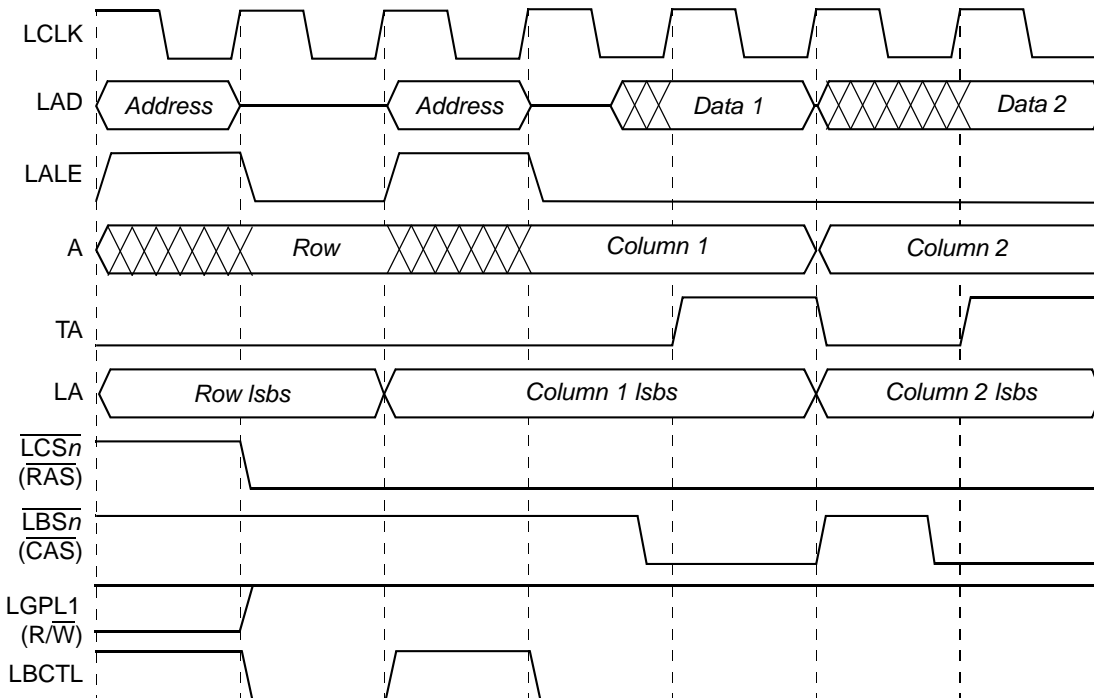 LCLK
LAD Address Address Data 1 Data 2
LALE
A Row Column 1 Column 2
TA
LA Row lsbs Column 1 lsbs Column 2 lsbs
LCSn
(RAS)
LBSn
(CAS)
LGPL1
(R/W)
LBCTL